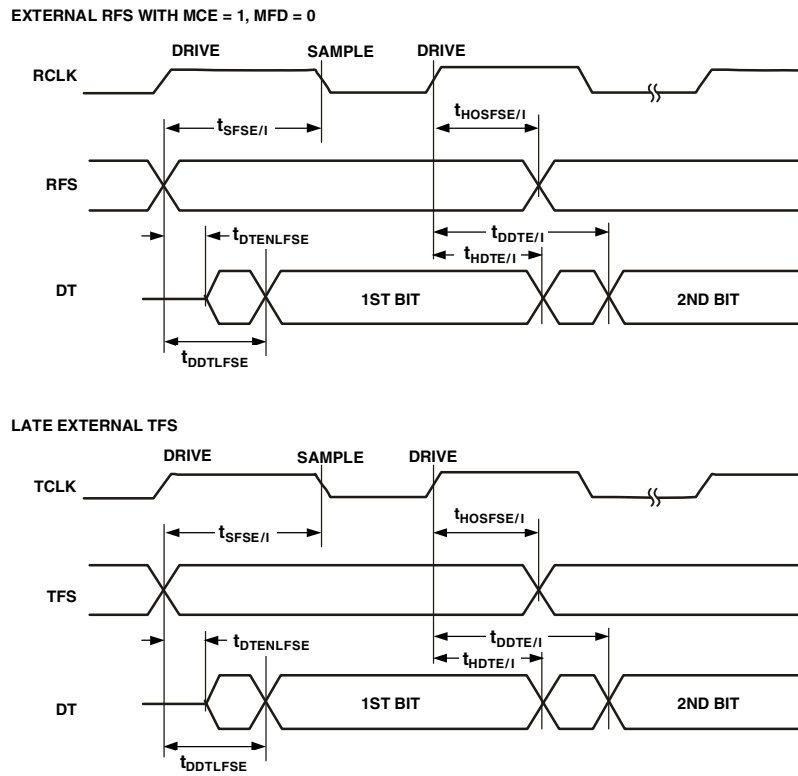 EXTERNAL RFS WITH MCE = 1, MFD = 0
DRIVE SAMPLE DRIVE
RCLK
tSFSE/I tHOSFSE/I
RFS
tDTENLFSE tDDTE/I
tHDTE/I
DT 1ST BIT 2ND BIT
tDDTLFSE
LATE EXTERNAL TFS
DRIVE SAMPLE DRIVE
TCLK
tHOSFSE/I
tSFSE/I
TFS
tDTENLFSE tDDTE/I
tHDTE/I
DT 1ST BIT 2ND BIT
tDDTLFSE